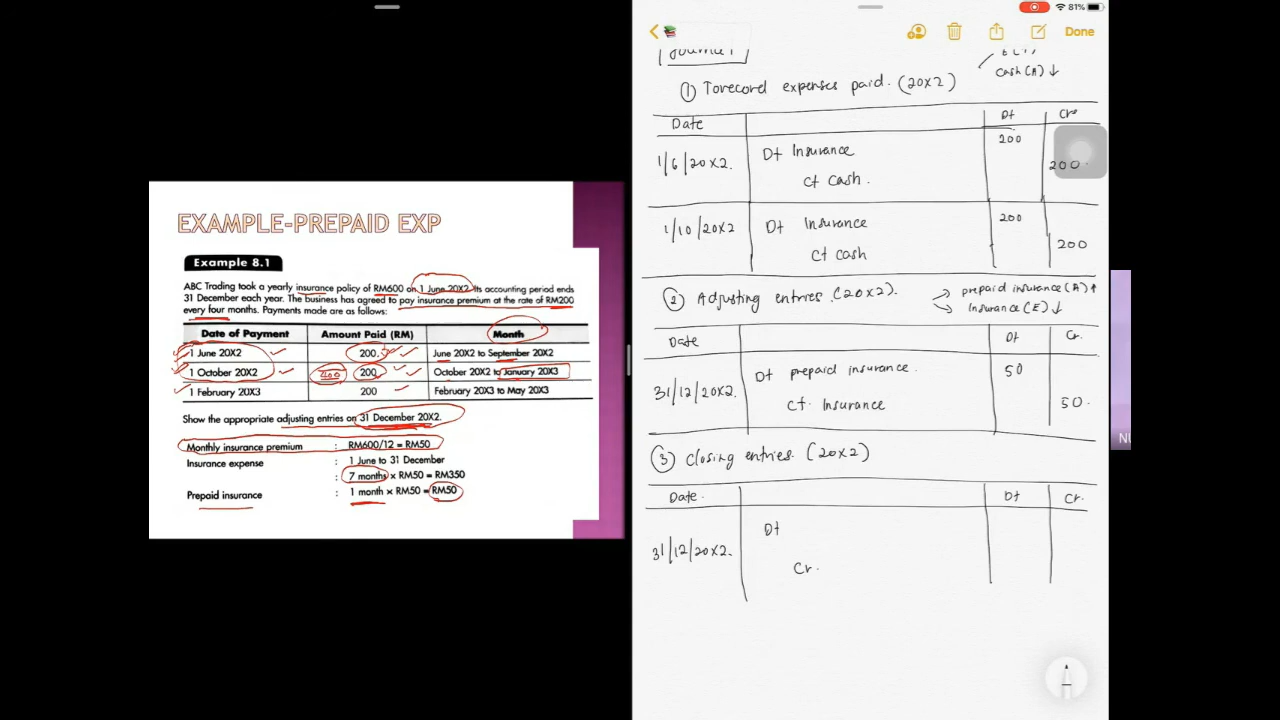 EXAMPLE-PREPAID EXP
Example 8.1
ABC Trading took a yearly insurance policy of RM600 on 1 June 20X2. Its accounting period ends
31 December each year. The business has agreed to pay insurance premium at the rate of RM200
every four months. Payments made are as follows:
Date of Payment Amount Paid (RM) Month
1 June 20X2 200 June 20X2 to September 20X2
1 October 20X2 400 200 October 20X2 to January 20X3
1 February 20X3 200 February 20X3 to May 20X3
Show the appropriate adjusting entries on 31 December 20X2.
Monthly insurance premium : RM600/12 = RM50
Insurance expense : 1 June to 31 December
: 7 months x RM50 = RM350
Prepaid insurance : 1 month x RM50 = RM50
81%
Done
Journal
cash (A) ↓
① To record expenses paid. (20X2)
Date Dt Cr
1/6/20X2. Dt Insurance 200
Ct cash. 200.
1/10/20X2 Dt Insurance 200
Ct cash 200
② Adjusting entries (20X2).
→ prepaid insurance (A) ↑
→ Insurance (E) ↓
Date Dt Cr.
31/12/20X2. Dt prepaid insurance. 50
Ct. Insurance 50.
③ Closing entries. (20X2)
Date. Dt Cr.
31/12/20X2. Dt
Cr.